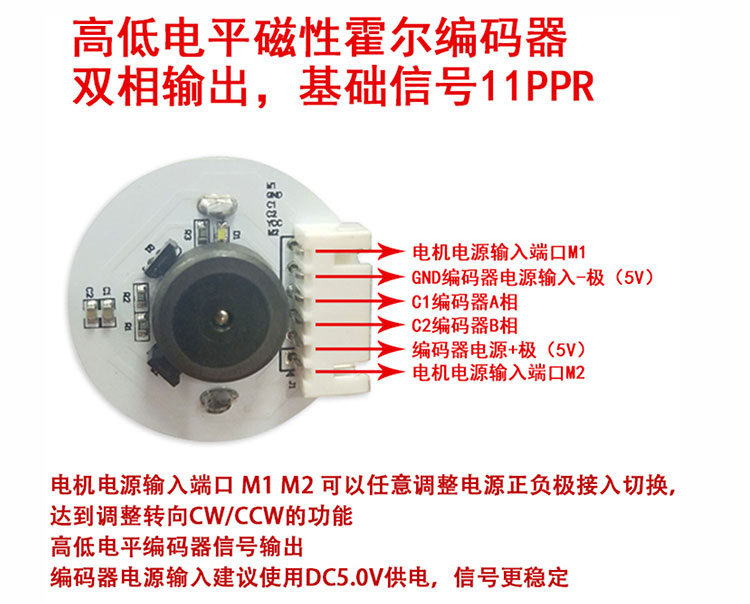 高低电平磁性霍尔编码器
双相输出，基础信号11PPR
R3
D1
C2
C1
R2
R1
J1
电机电源输入端口M1
GND编码器电源输入-极（5V）
C1编码器A相
C2编码器B相
编码器电源+极（5V）
电机电源输入端口M2
电机电源输入端口 M1 M2 可以任意调整电源正负极接入切换,
达到调整转向CW/CCW的功能
高低电平编码器信号输出
编码器电源输入建议使用DC5.0V供电，信号更稳定